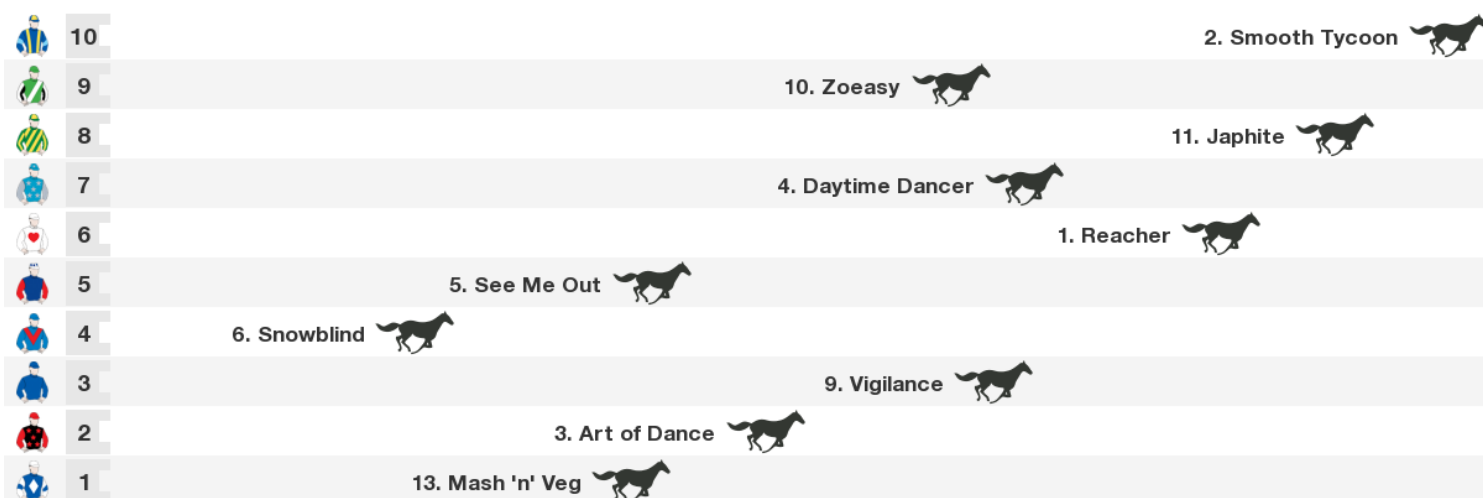 10 2. Smooth Tycoon
9 10. Zoeasy
8 11. Japhite
7 4. Daytime Dancer
6 1. Reacher
5 5. See Me Out
4 6. Snowblind
3 9. Vigilance
2 3. Art of Dance
1 13. Mash 'n' Veg